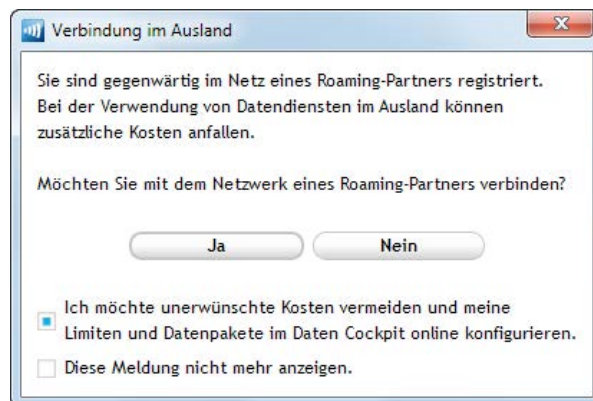 Verbindung im Ausland
Sie sind gegenwärtig im Netz eines Roaming-Partners registriert.
Bei der Verwendung von Datendiensten im Ausland können
zusätzliche Kosten anfallen.
Möchten Sie mit dem Netzwerk eines Roaming-Partners verbinden?
Ja Nein
Ich möchte unerwünschte Kosten vermeiden und meine
Limiten und Datenpakete im Daten Cockpit online konfigurieren.
Diese Meldung nicht mehr anzeigen.